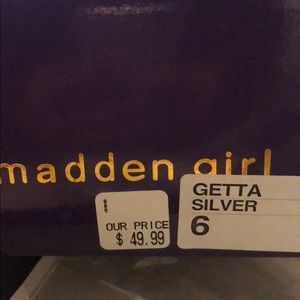 madden girl
GETTA
SILVER
6
OUR PRICE
$ 49.99